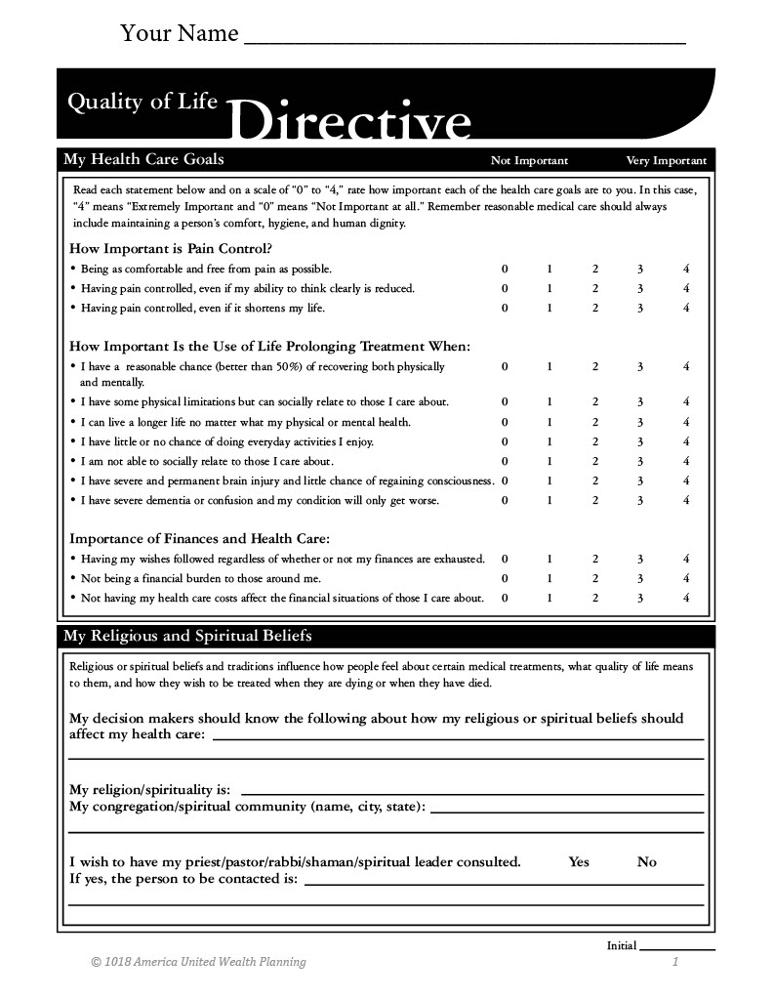 Your Name ___________________________________
Quality of Life Directive
My Health Care Goals Not Important Very Important
Read each statement below and on a scale of “0” to “4,” rate how important each of the health care goals are to you. In this case,
“4” means “Extremely Important and “0” means “Not Important at all.” Remember reasonable medical care should always
include maintaining a person’s comfort, hygiene, and human dignity.
How Important is Pain Control?
• Being as comfortable and free from pain as possible. 0 1 2 3 4
• Having pain controlled, even if my ability to think clearly is reduced. 0 1 2 3 4
• Having pain controlled, even if it shortens my life. 0 1 2 3 4
How Important Is the Use of Life Prolonging Treatment When:
• I have a reasonable chance (better than 50%) of recovering both physically 0 1 2 3 4
and mentally.
• I have some physical limitations but can socially relate to those I care about. 0 1 2 3 4
• I can live a longer life no matter what my physical or mental health. 0 1 2 3 4
• I have little or no chance of doing everyday activities I enjoy. 0 1 2 3 4
• I am not able to socially relate to those I care about. 0 1 2 3 4
• I have severe and permanent brain injury and little chance of regaining consciousness. 0 1 2 3 4
• I have severe dementia or confusion and my condition will only get worse. 0 1 2 3 4
Importance of Finances and Health Care:
• Having my wishes followed regardless of whether or not my finances are exhausted. 0 1 2 3 4
• Not being a financial burden to those around me. 0 1 2 3 4
• Not having my health care costs affect the financial situations of those I care about. 0 1 2 3 4
My Religious and Spiritual Beliefs
Religious or spiritual beliefs and traditions influence how people feel about certain medical treatments, what quality of life means
to them, and how they wish to be treated when they are dying or when they have died.
My decision makers should know the following about how my religious or spiritual beliefs should
affect my health care:
My religion/spirituality is:
My congregation/spiritual community (name, city, state):
I wish to have my priest/pastor/rabbi/shaman/spiritual leader consulted. Yes No
If yes, the person to be contacted is:
Initial
© 1018 America United Wealth Planning 1